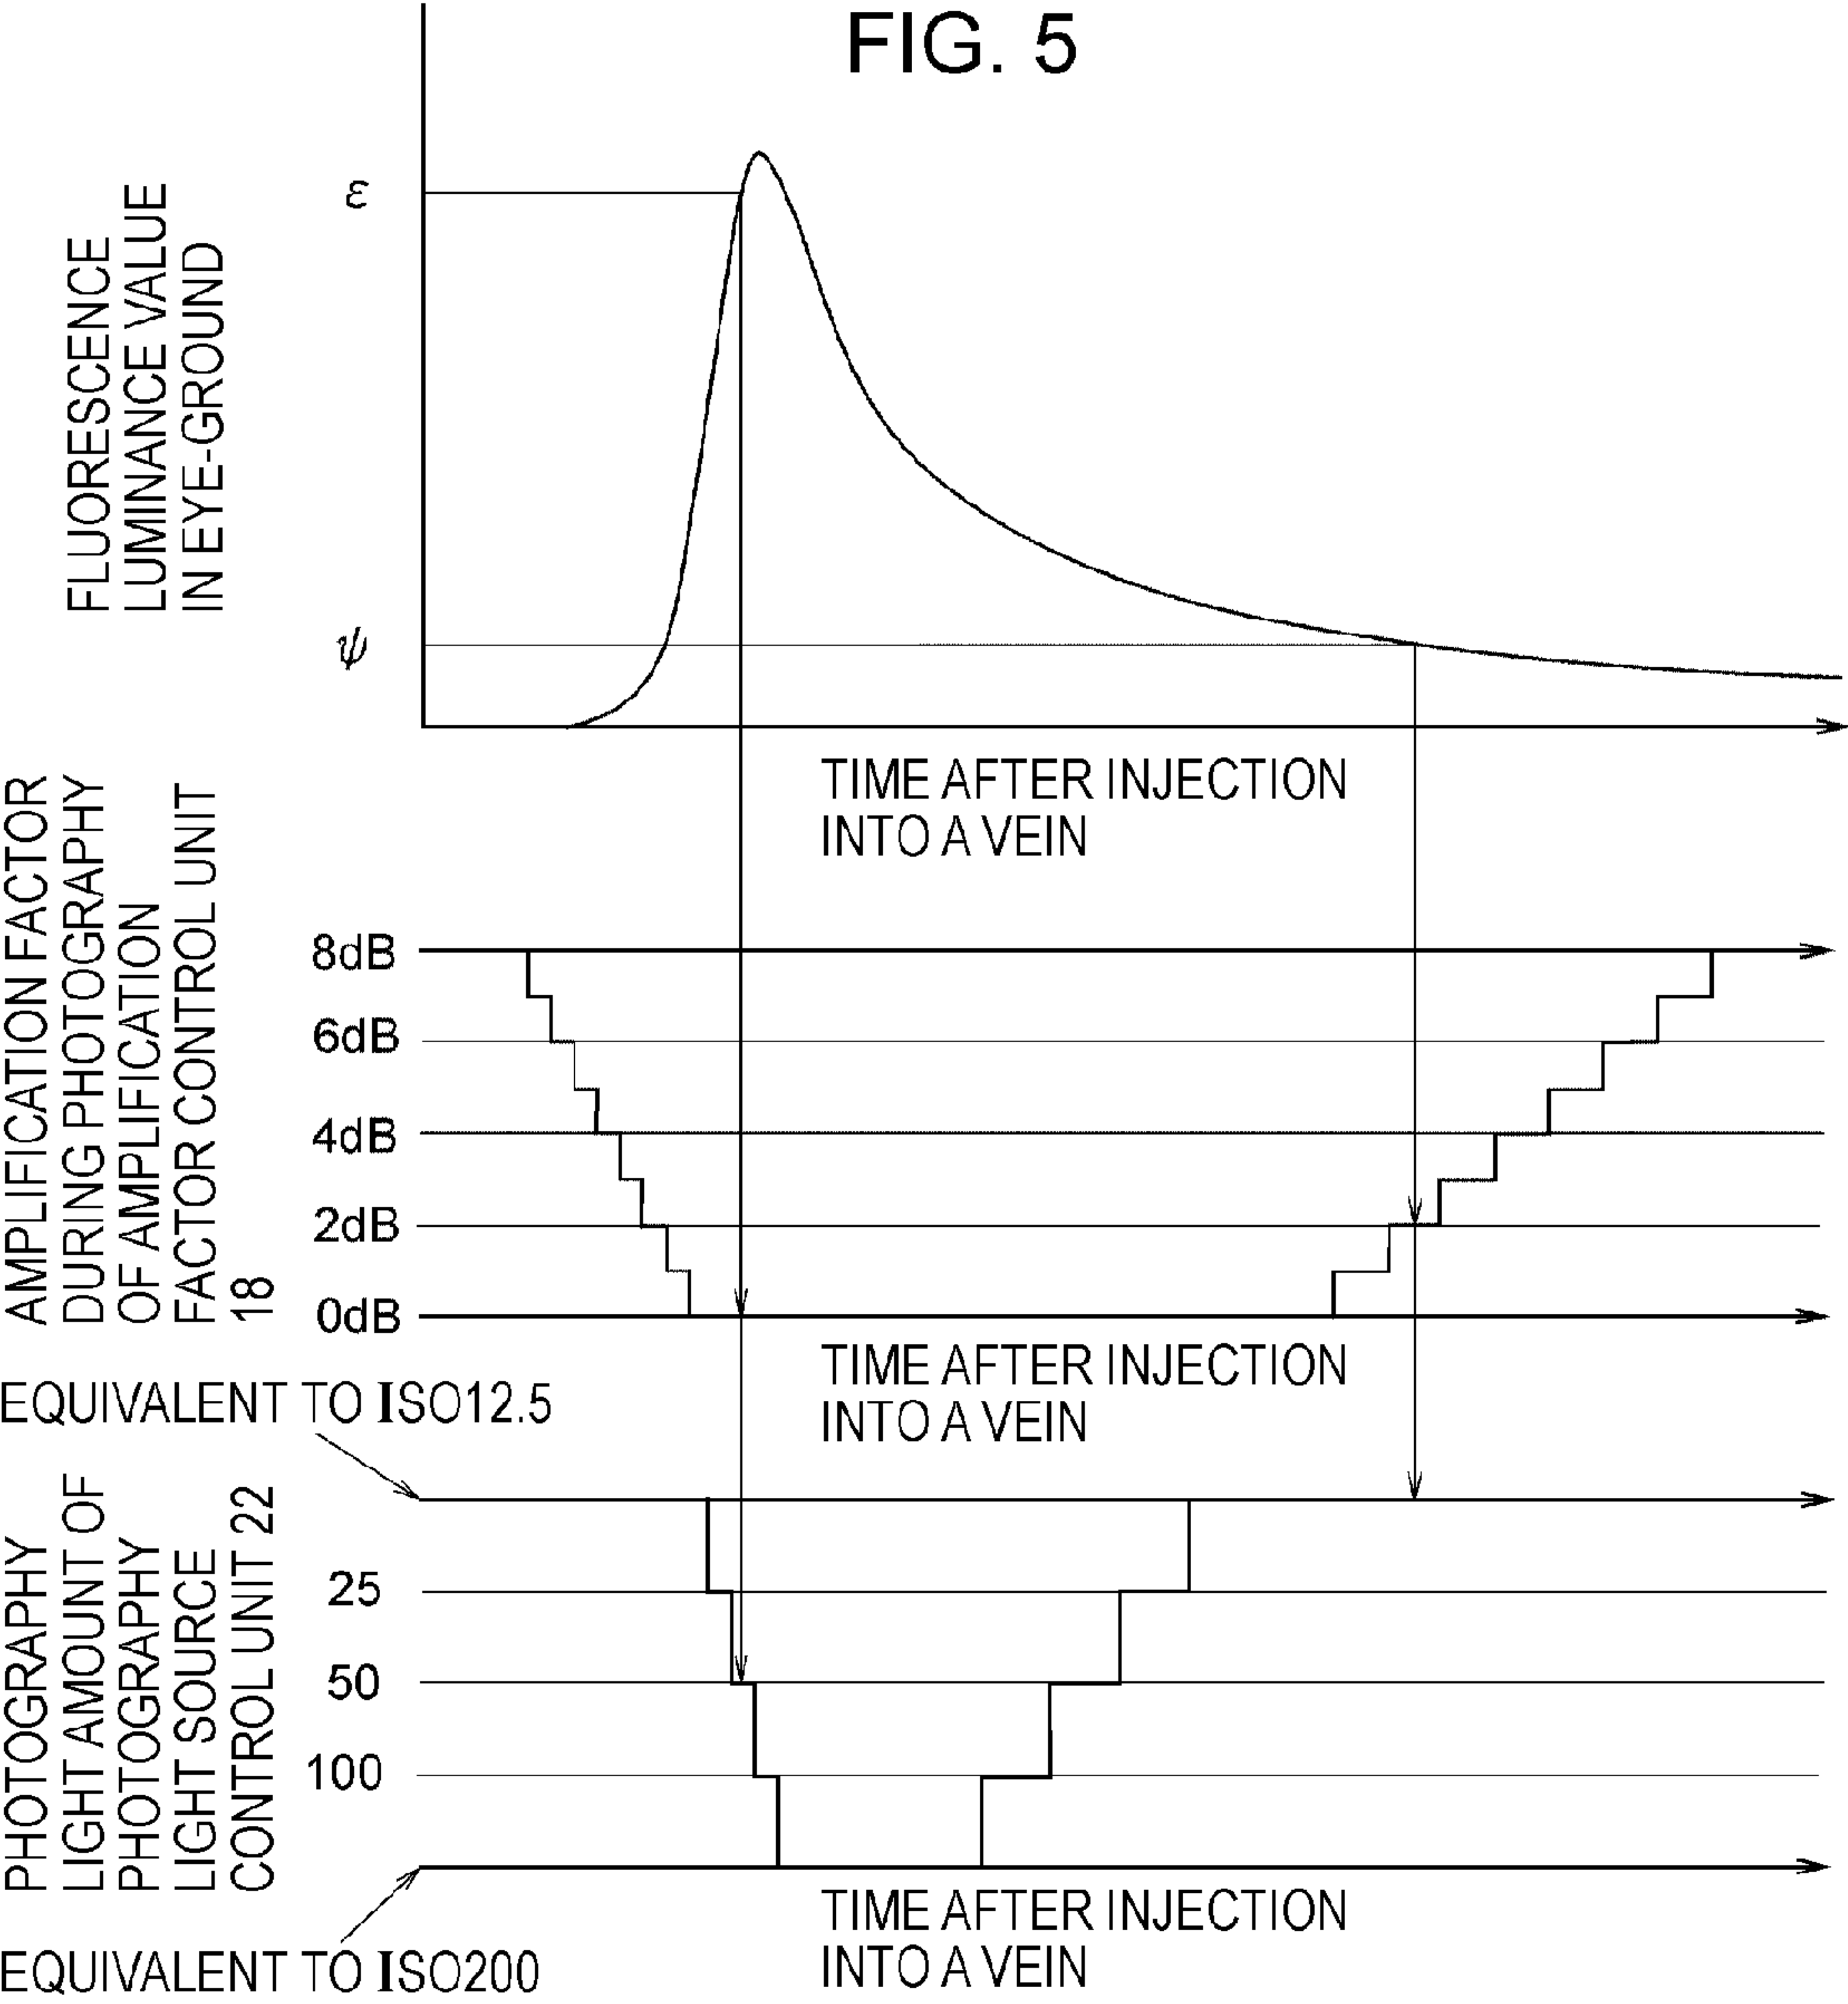 FIG. 5
FLUORESCENCE
LUMINANCE VALUE
IN EYE-GROUND
ε
ψ
TIME AFTER INJECTION
INTO A VEIN
AMPLIFICATION FACTOR
DURING PHOTOGRAPHY
OF AMPLIFICATION
FACTOR CONTROL UNIT
18
8dB
6dB
4dB
2dB
0dB
TIME AFTER INJECTION
INTO A VEIN
EQUIVALENT TO ISO12.5
PHOTOGRAPHY
LIGHT AMOUNT OF
PHOTOGRAPHY
LIGHT SOURCE
CONTROL UNIT 22
25
50
100
TIME AFTER INJECTION
INTO A VEIN
EQUIVALENT TO ISO200